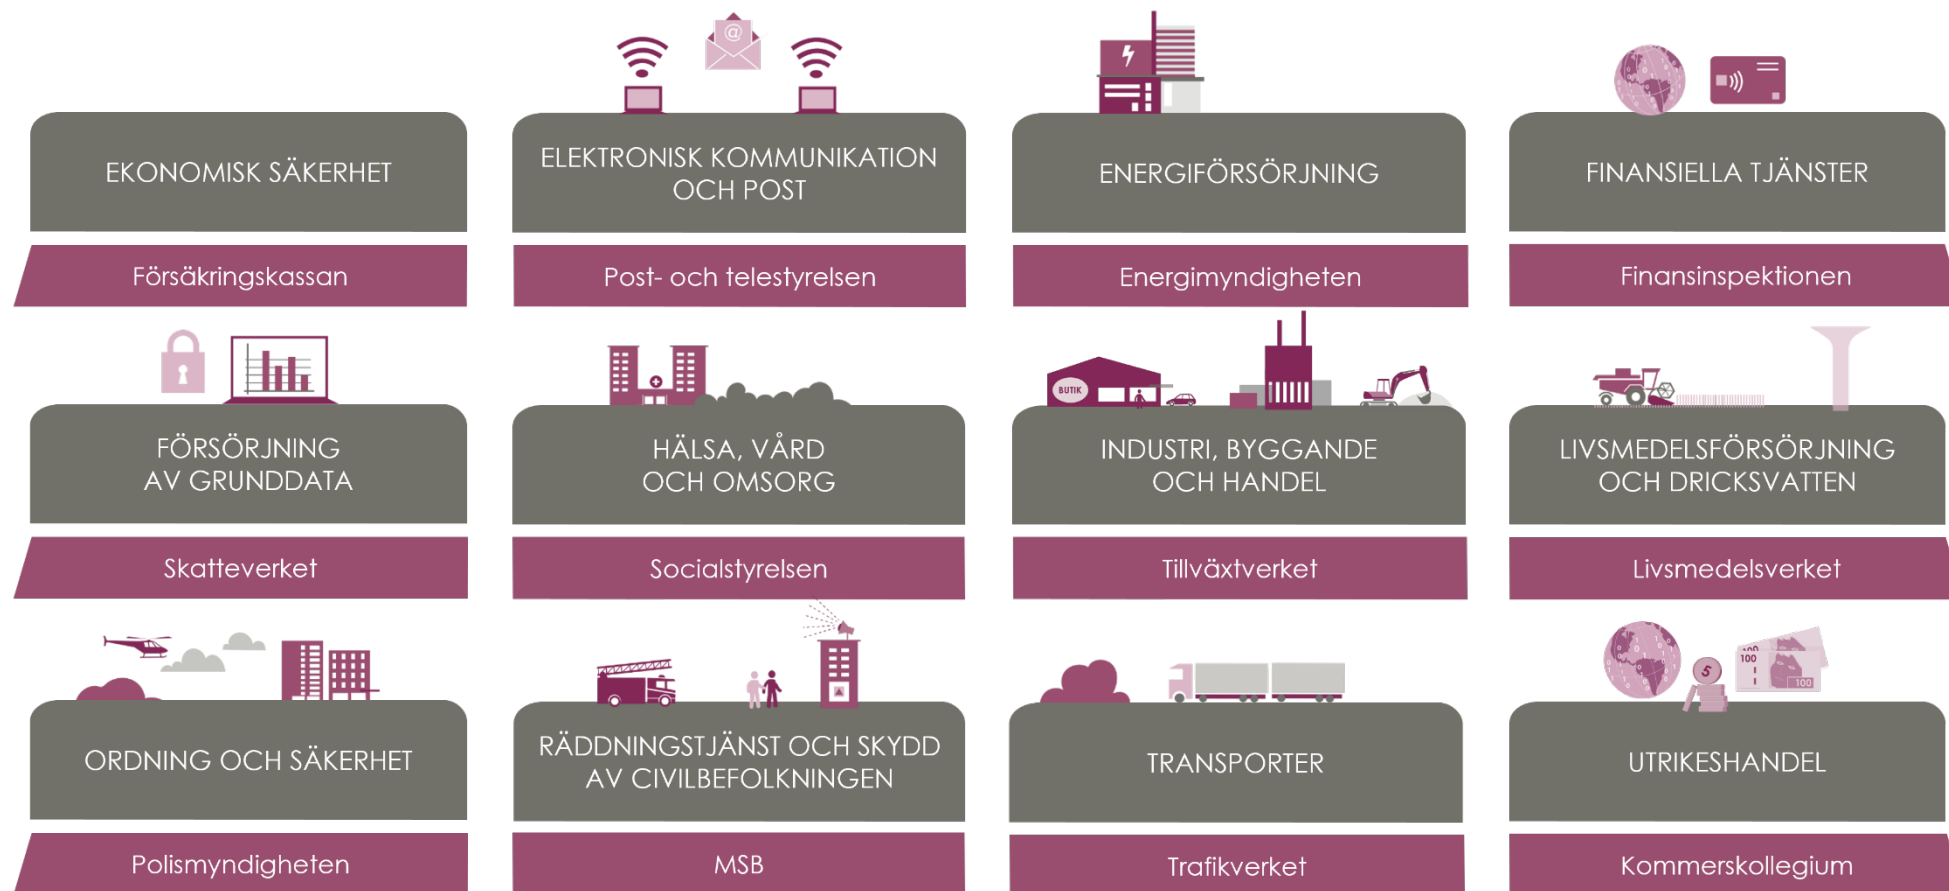 @
EKONOMISK SÄKERHET
ELEKTRONISK KOMMUNIKATION
OCH POST
ENERGIFÖRSÖRJNING
FINANSIELLA TJÄNSTER
Försäkringskassan
Post- och telestyrelsen
Energimyndigheten
Finansinspektionen
BUTIK
FÖRSÖRJNING
AV GRUNDDATA
HÄLSA, VÅRD
OCH OMSORG
INDUSTRI, BYGGANDE
OCH HANDEL
LIVSMEDELSFÖRSÖRJNING
OCH DRICKSVATTEN
Skatteverket
Socialstyrelsen
Tillväxtverket
Livsmedelsverket
5
100
100
ORDNING OCH SÄKERHET
RÄDDNINGSTJÄNST OCH SKYDD
AV CIVILBEFOLKNINGEN
TRANSPORTER
UTRIKESHANDEL
Polismyndigheten
MSB
Trafikverket
Kommerskollegium